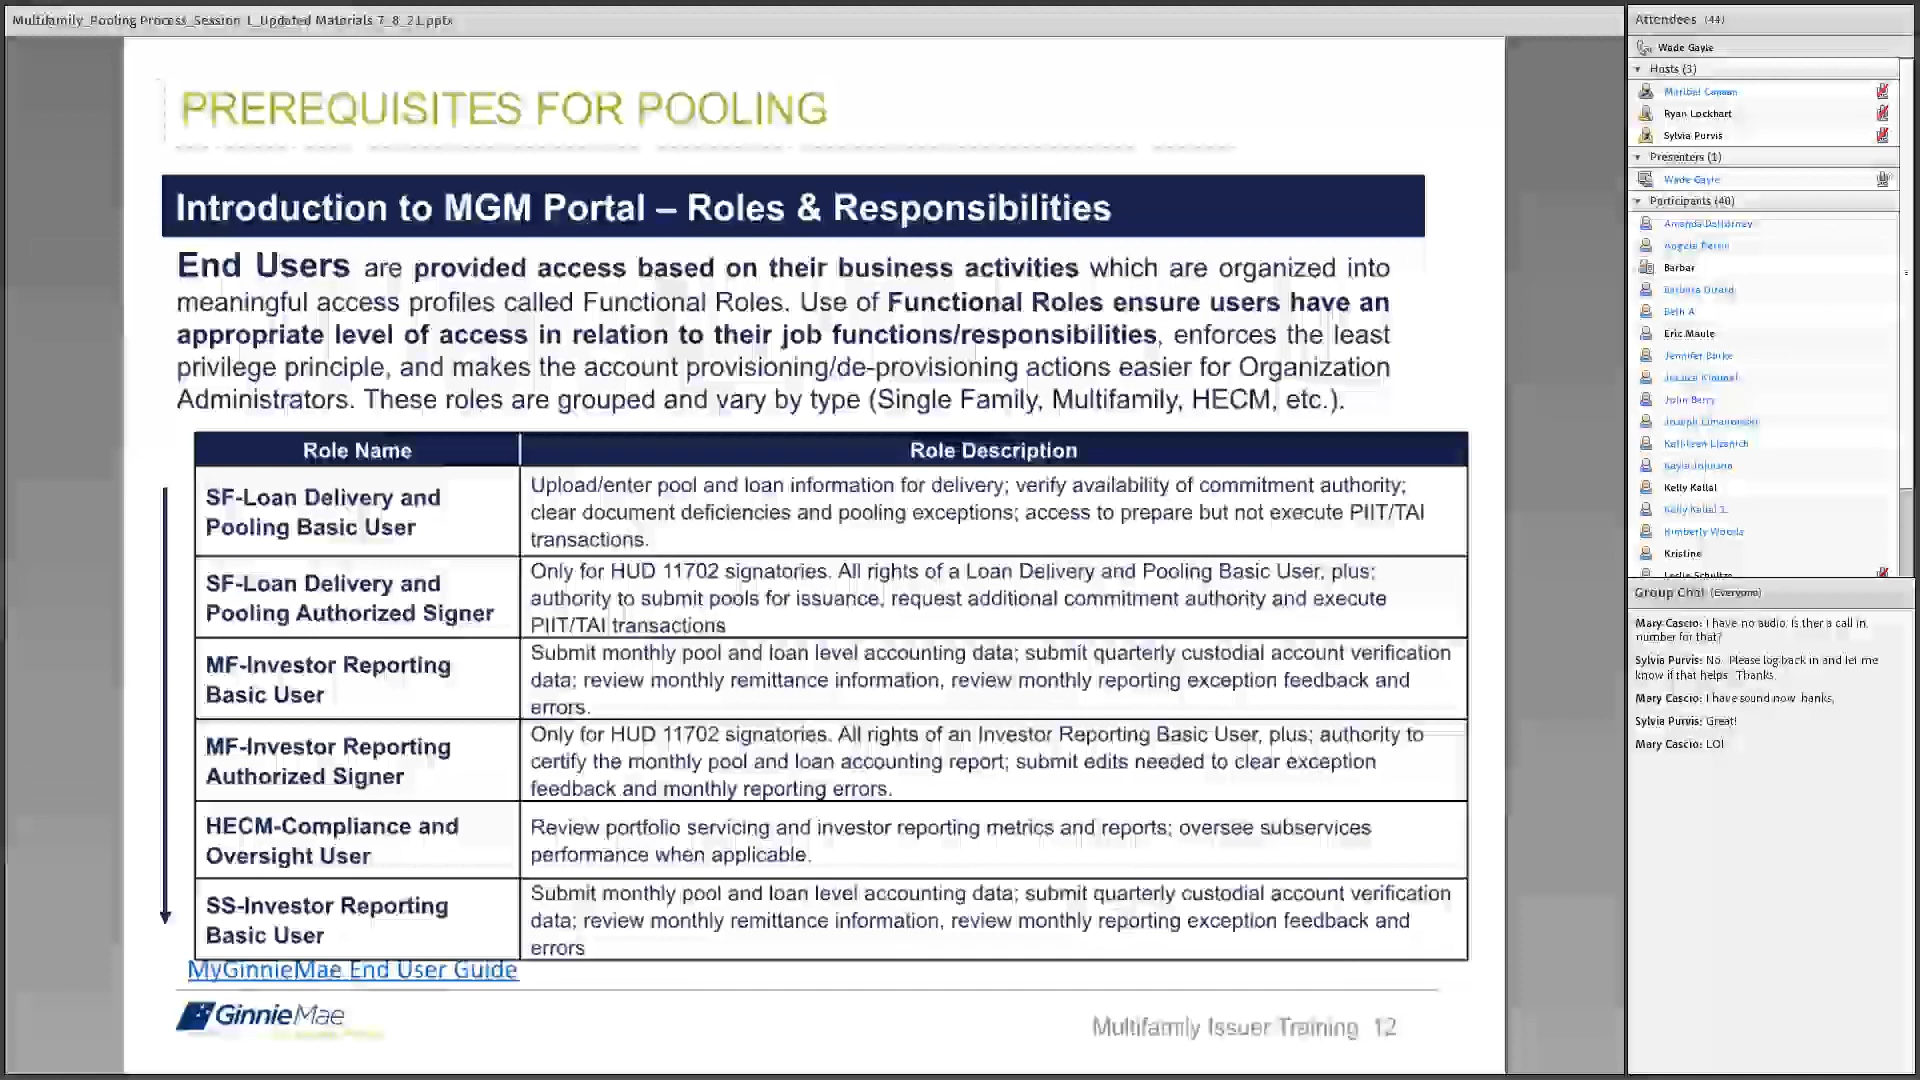 Multifamily_Pooling Process_Session 1_Updated Materials 7_8_21.pptx
PREREQUISITES FOR POOLING
Introduction to MGM Portal – Roles & Responsibilities
End Users are provided access based on their business activities which are organized into
meaningful access profiles called Functional Roles. Use of Functional Roles ensure users have an
appropriate level of access in relation to their job functions/responsibilities, enforces the least
privilege principle, and makes the account provisioning/de-provisioning actions easier for Organization
Administrators. These roles are grouped and vary by type (Single Family, Multifamily, HECM, etc.).
Role Name
Role Description
SF-Loan Delivery and
Pooling Basic User
Upload/enter pool and loan information for delivery; verify availability of commitment authority;
clear document deficiencies and pooling exceptions; access to prepare but not execute PIIT/TAI
transactions.
SF-Loan Delivery and
Pooling Authorized Signer
Only for HUD 11702 signatories. All rights of a Loan Delivery and Pooling Basic User, plus;
authority to submit pools for issuance, request additional commitment authority and execute
PIIT/TAI transactions
MF-Investor Reporting
Basic User
Submit monthly pool and loan level accounting data; submit quarterly custodial account verification
data; review monthly remittance information, review monthly reporting exception feedback and
errors.
MF-Investor Reporting
Authorized Signer
Only for HUD 11702 signatories. All rights of an Investor Reporting Basic User, plus; authority to
certify the monthly pool and loan accounting report; submit edits needed to clear exception
feedback and monthly reporting errors.
HECM-Compliance and
Oversight User
Review portfolio servicing and investor reporting metrics and reports; oversee subservices
performance when applicable.
SS-Investor Reporting
Basic User
Submit monthly pool and loan level accounting data; submit quarterly custodial account verification
data; review monthly remittance information, review monthly reporting exception feedback and
errors
MyGinnieMae End User Guide
GinnieMae
Multifamily Issuer Training 12
Attendees (44)
Wade Gayle
Hosts (3)
Maribel
Ryan Lockhart
Sylvia Purvis
Presenters (1)
Wade Gayle
Participants (40)
Amanda
Angela
Barbar
Barbara
Beth A
Eric Maule
Jennifer Burke
Jessica Kimmel
John Berry
Joseph
Kathleen
Kayla Johnson
Kelly Kallal
Kelly Kallal 2
Kimberly Woods
Kristine
Leslie Schultze
Group Chat (Everyone)
Mary Cascio: I have no audio. Is ther a call in
number for that?
Sylvia Purvis: No. Please log back in and let me
know if that helps. Thanks.
Mary Cascio: I have sound now hanks,
Sylvia Purvis: Great!
Mary Cascio: LOl